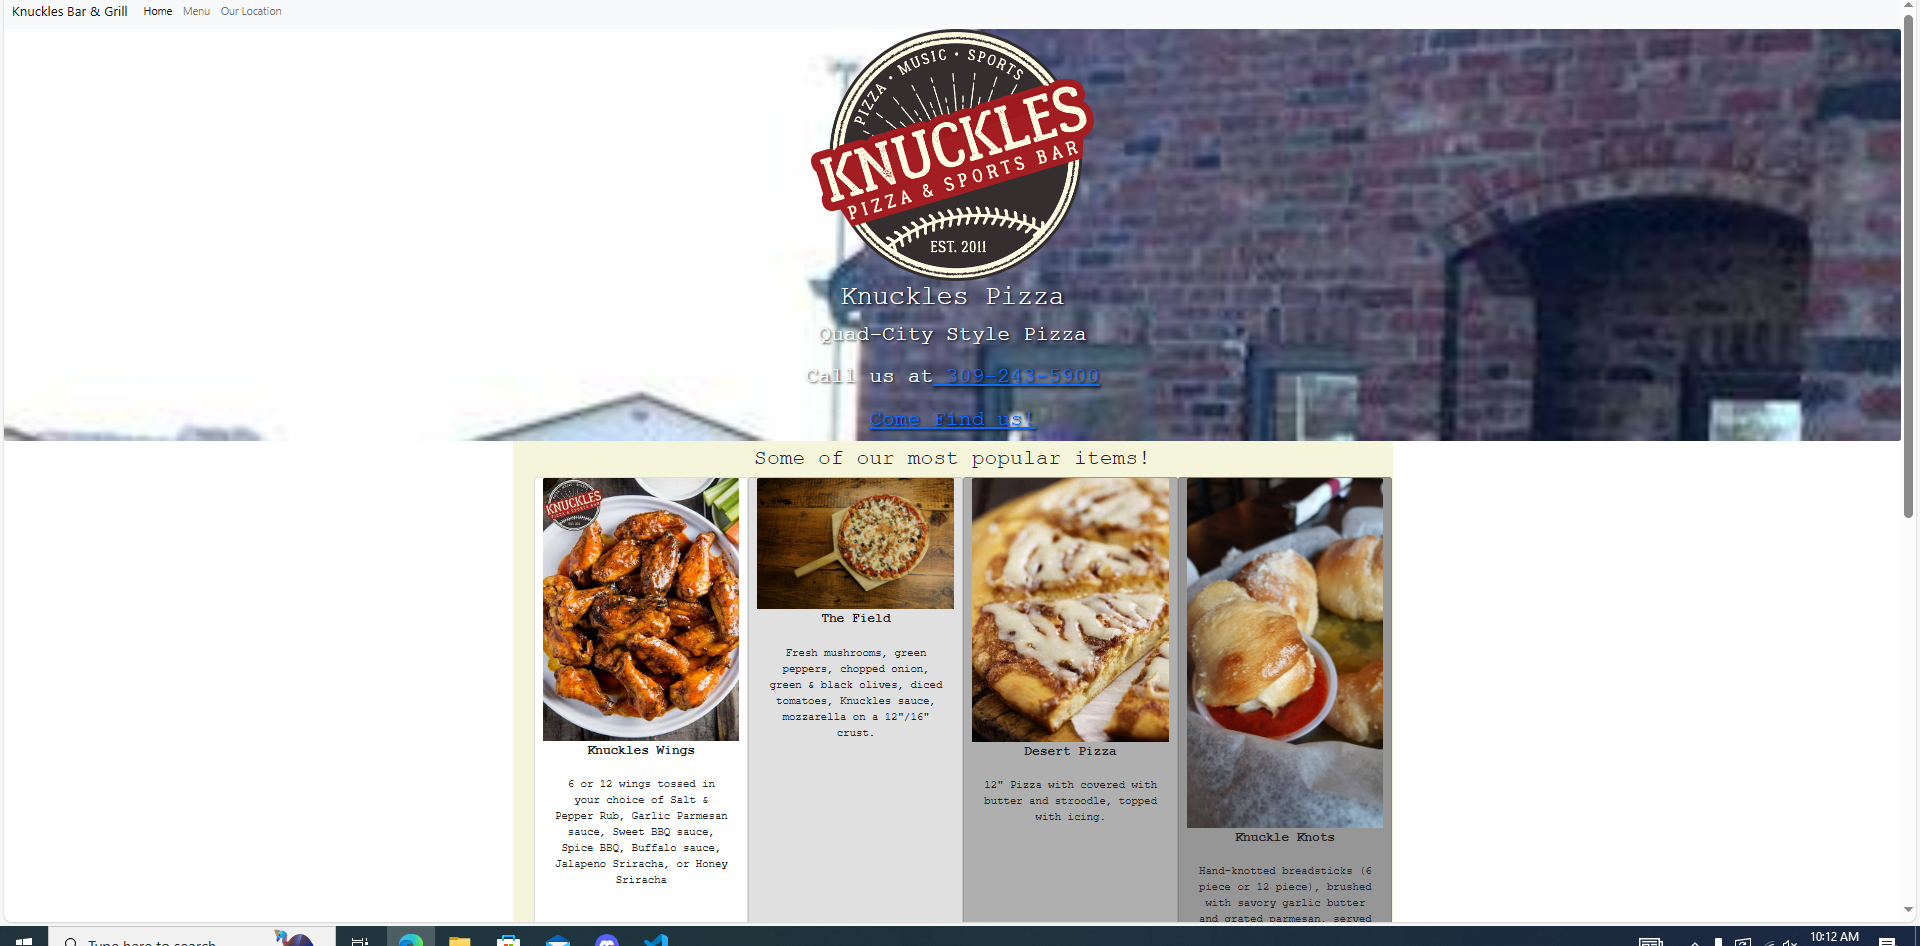 Knuckles Bar & Grill Home Menu Our Location
PIZZA • MUSIC • SPORTS
KNUCKLES
PIZZA & SPORTS BAR
EST. 2011
Knuckles Pizza
Quad-City Style Pizza
Call us at 309-243-5900
Come Find us!
Some of our most popular items!
KNUCKLES
PIZZA & SPORTS BAR
Knuckles Wings
6 or 12 wings tossed in
your choice of Salt &
Pepper Rub, Garlic Parmesan
sauce, Sweet BBQ sauce,
Spice BBQ, Buffalo sauce,
Jalapeno Sriracha, or Honey
Sriracha
The Field
Fresh mushrooms, green
peppers, chopped onion,
green & black olives, diced
tomatoes, Knuckles sauce,
mozzarella on a 12"/16"
crust.
Desert Pizza
12" Pizza with covered with
butter and stroodle, topped
with icing.
Knuckle Knots
Hand-knotted breadsticks (6
piece or 12 piece), brushed
with savory garlic butter
and grated parmesan, served
Type here to search
10:12 AM